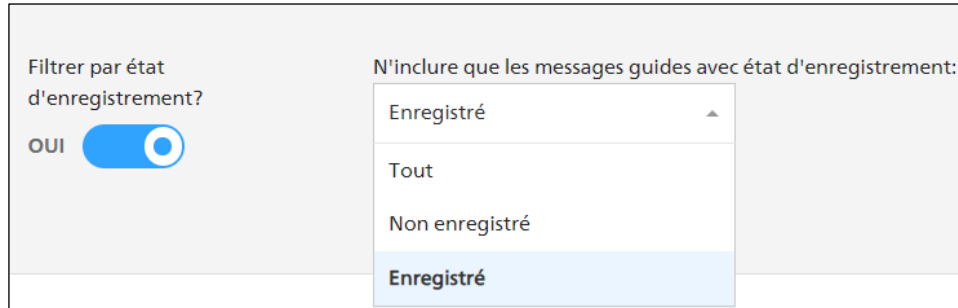 Filtrer par état
d'enregistrement?
OUI
N'inclure que les messages guides avec état d'enregistrement:
Enregistré
Tout
Non enregistré
Enregistré